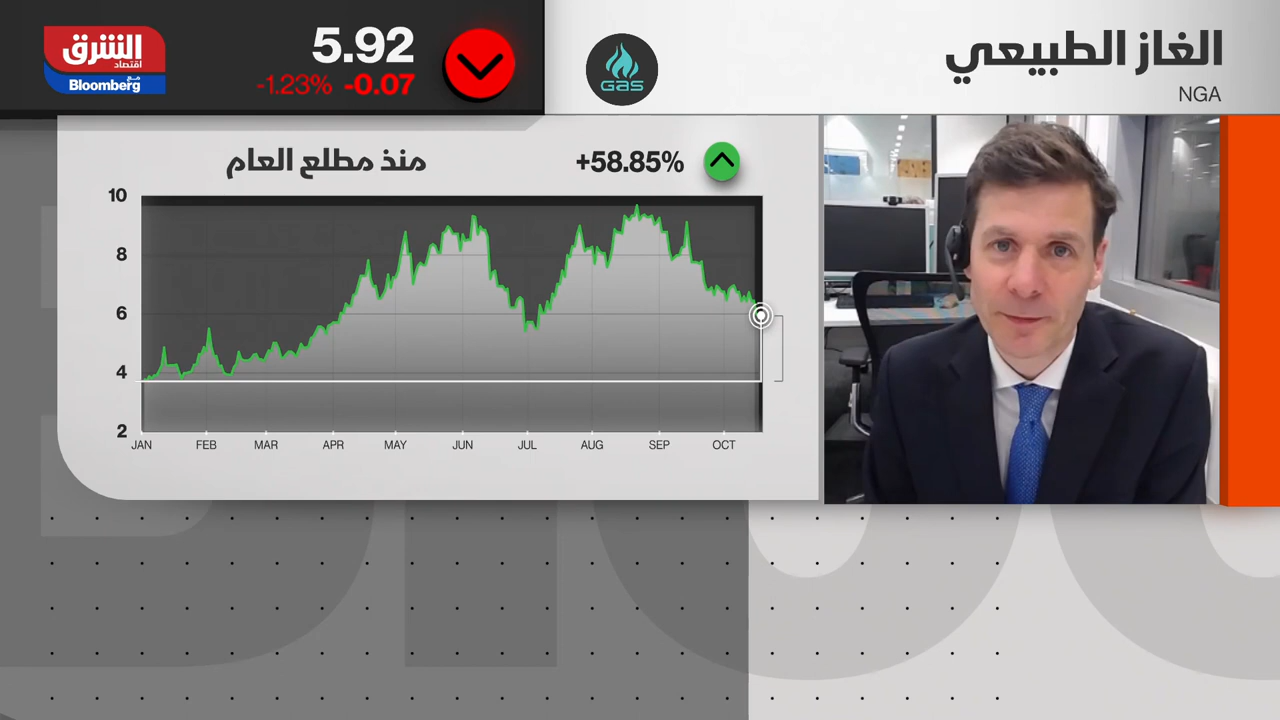 الغاز الطبيعي
NGA
Gas
5.92
-1.23% -0.07
الشرق
اقتصاد
مع
Bloomberg
منذ مطلع العام
+58.85%
10
8
6
4
2
JAN FEB MAR APR MAY JUN JUL AUG SEP OCT